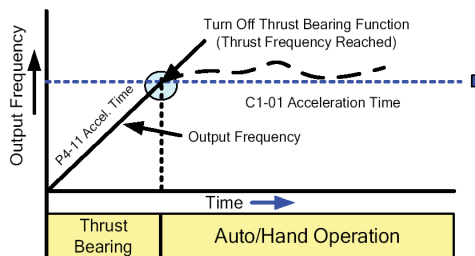 Turn Off Thrust Bearing Function
(Thrust Frequency Reached)
Output Frequency
P4-11 Accel. Time
C1-01 Acceleration Time
Output Frequency
Time
Thrust
Bearing
Auto/Hand Operation